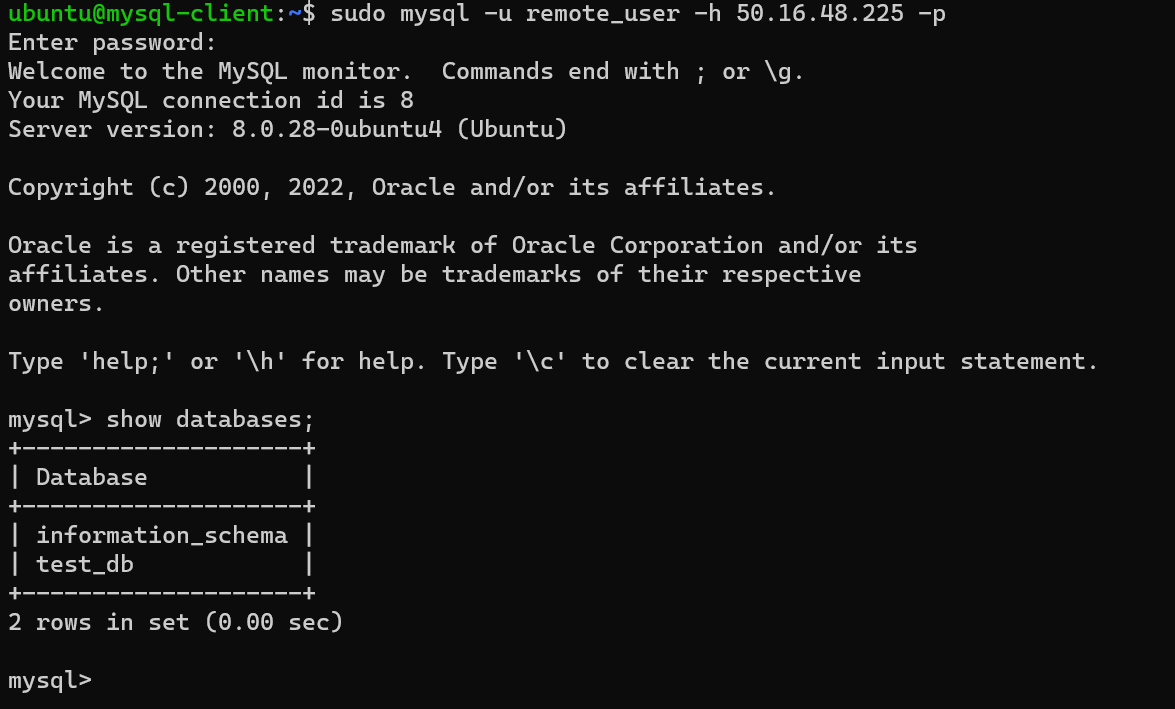 ubuntu@mysql-client:~$ sudo mysql -u remote_user -h 50.16.48.225 -p
Enter password:
Welcome to the MySQL monitor.  Commands end with ; or \g.
Your MySQL connection id is 8
Server version: 8.0.28-0ubuntu4 (Ubuntu)

Copyright (c) 2000, 2022, Oracle and/or its affiliates.

Oracle is a registered trademark of Oracle Corporation and/or its
affiliates. Other names may be trademarks of their respective
owners.

Type 'help;' or '\h' for help. Type '\c' to clear the current input statement.

mysql> show databases;
+--------------------+
| Database           |
+--------------------+
| information_schema |
| test_db            |
+--------------------+
2 rows in set (0.00 sec)

mysql>